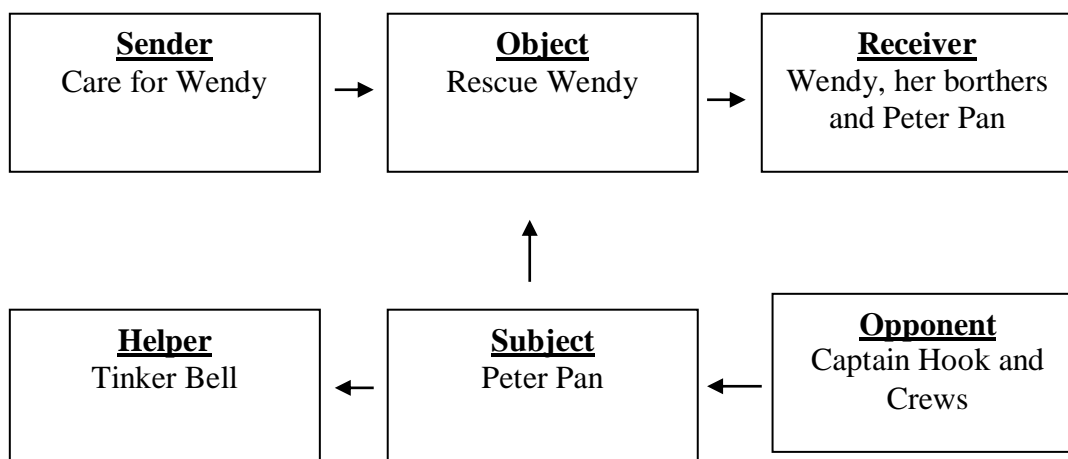 Sender
Care for Wendy
Object
Rescue Wendy
Receiver
Wendy, her borthers
and Peter Pan
Helper
Tinker Bell
Subject
Peter Pan
Opponent
Captain Hook and
Crews